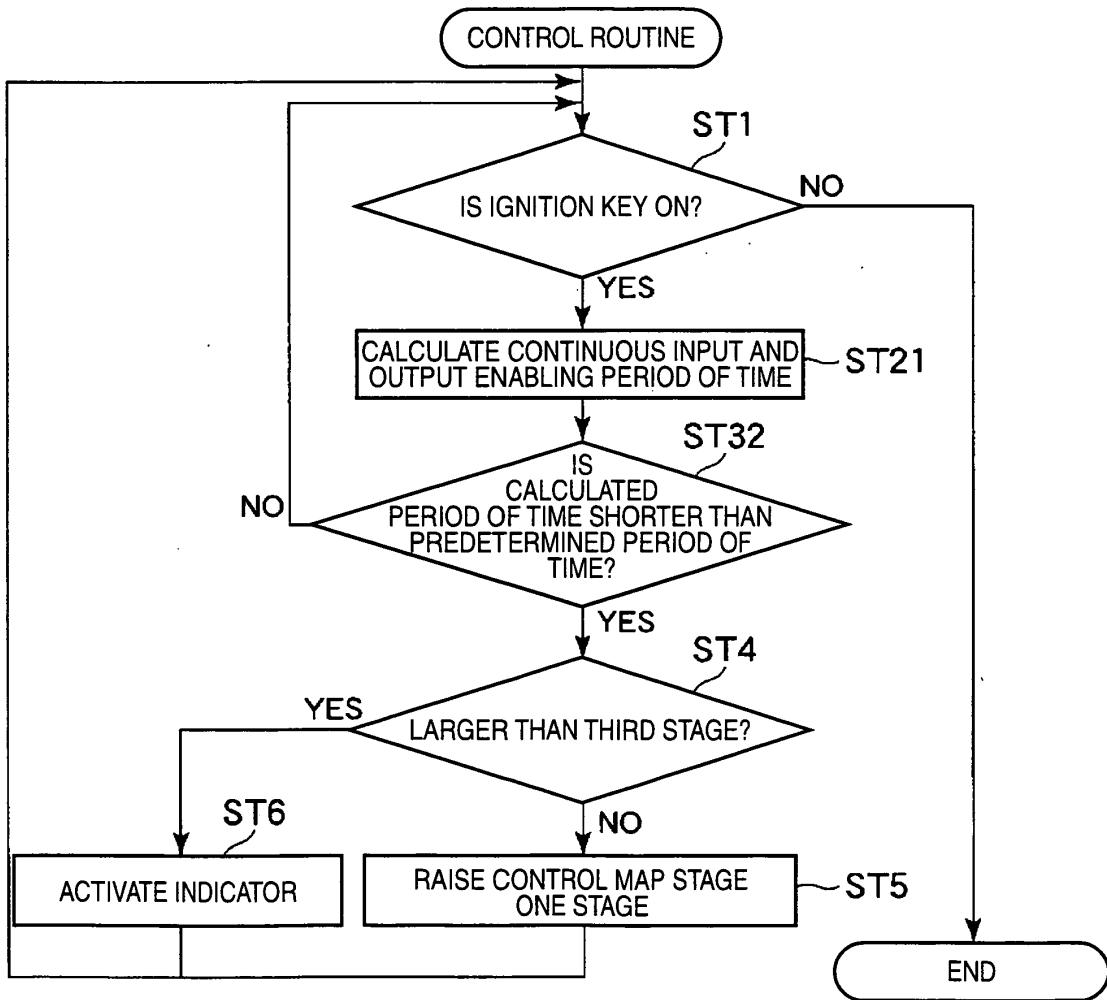 CONTROL ROUTINE
ST1
IS IGNITION KEY ON?
NO
YES
CALCULATE CONTINUOUS INPUT AND
OUTPUT ENABLING PERIOD OF TIME
ST21
ST32
IS
CALCULATED
PERIOD OF TIME SHORTER THAN
PREDETERMINED PERIOD OF
TIME?
NO
YES
ST4
LARGER THAN THIRD STAGE?
YES
NO
ST6
ACTIVATE INDICATOR
RAISE CONTROL MAP STAGE
ONE STAGE
ST5
END